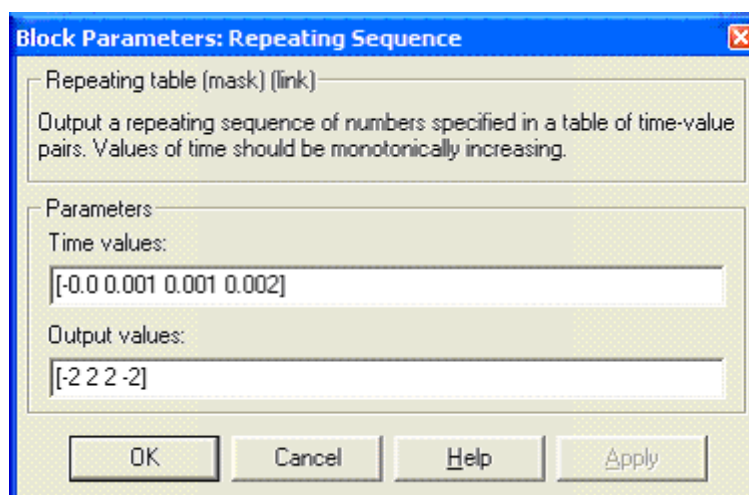 Block Parameters: Repeating Sequence
Repeating table (mask) (link)
Output a repeating sequence of numbers specified in a table of time-value
pairs. Values of time should be monotonically increasing.
Parameters
Time values:
[-0.0 0.001 0.001 0.002]
Output values:
[-2 2 2 -2]
OK Cancel Help Apply